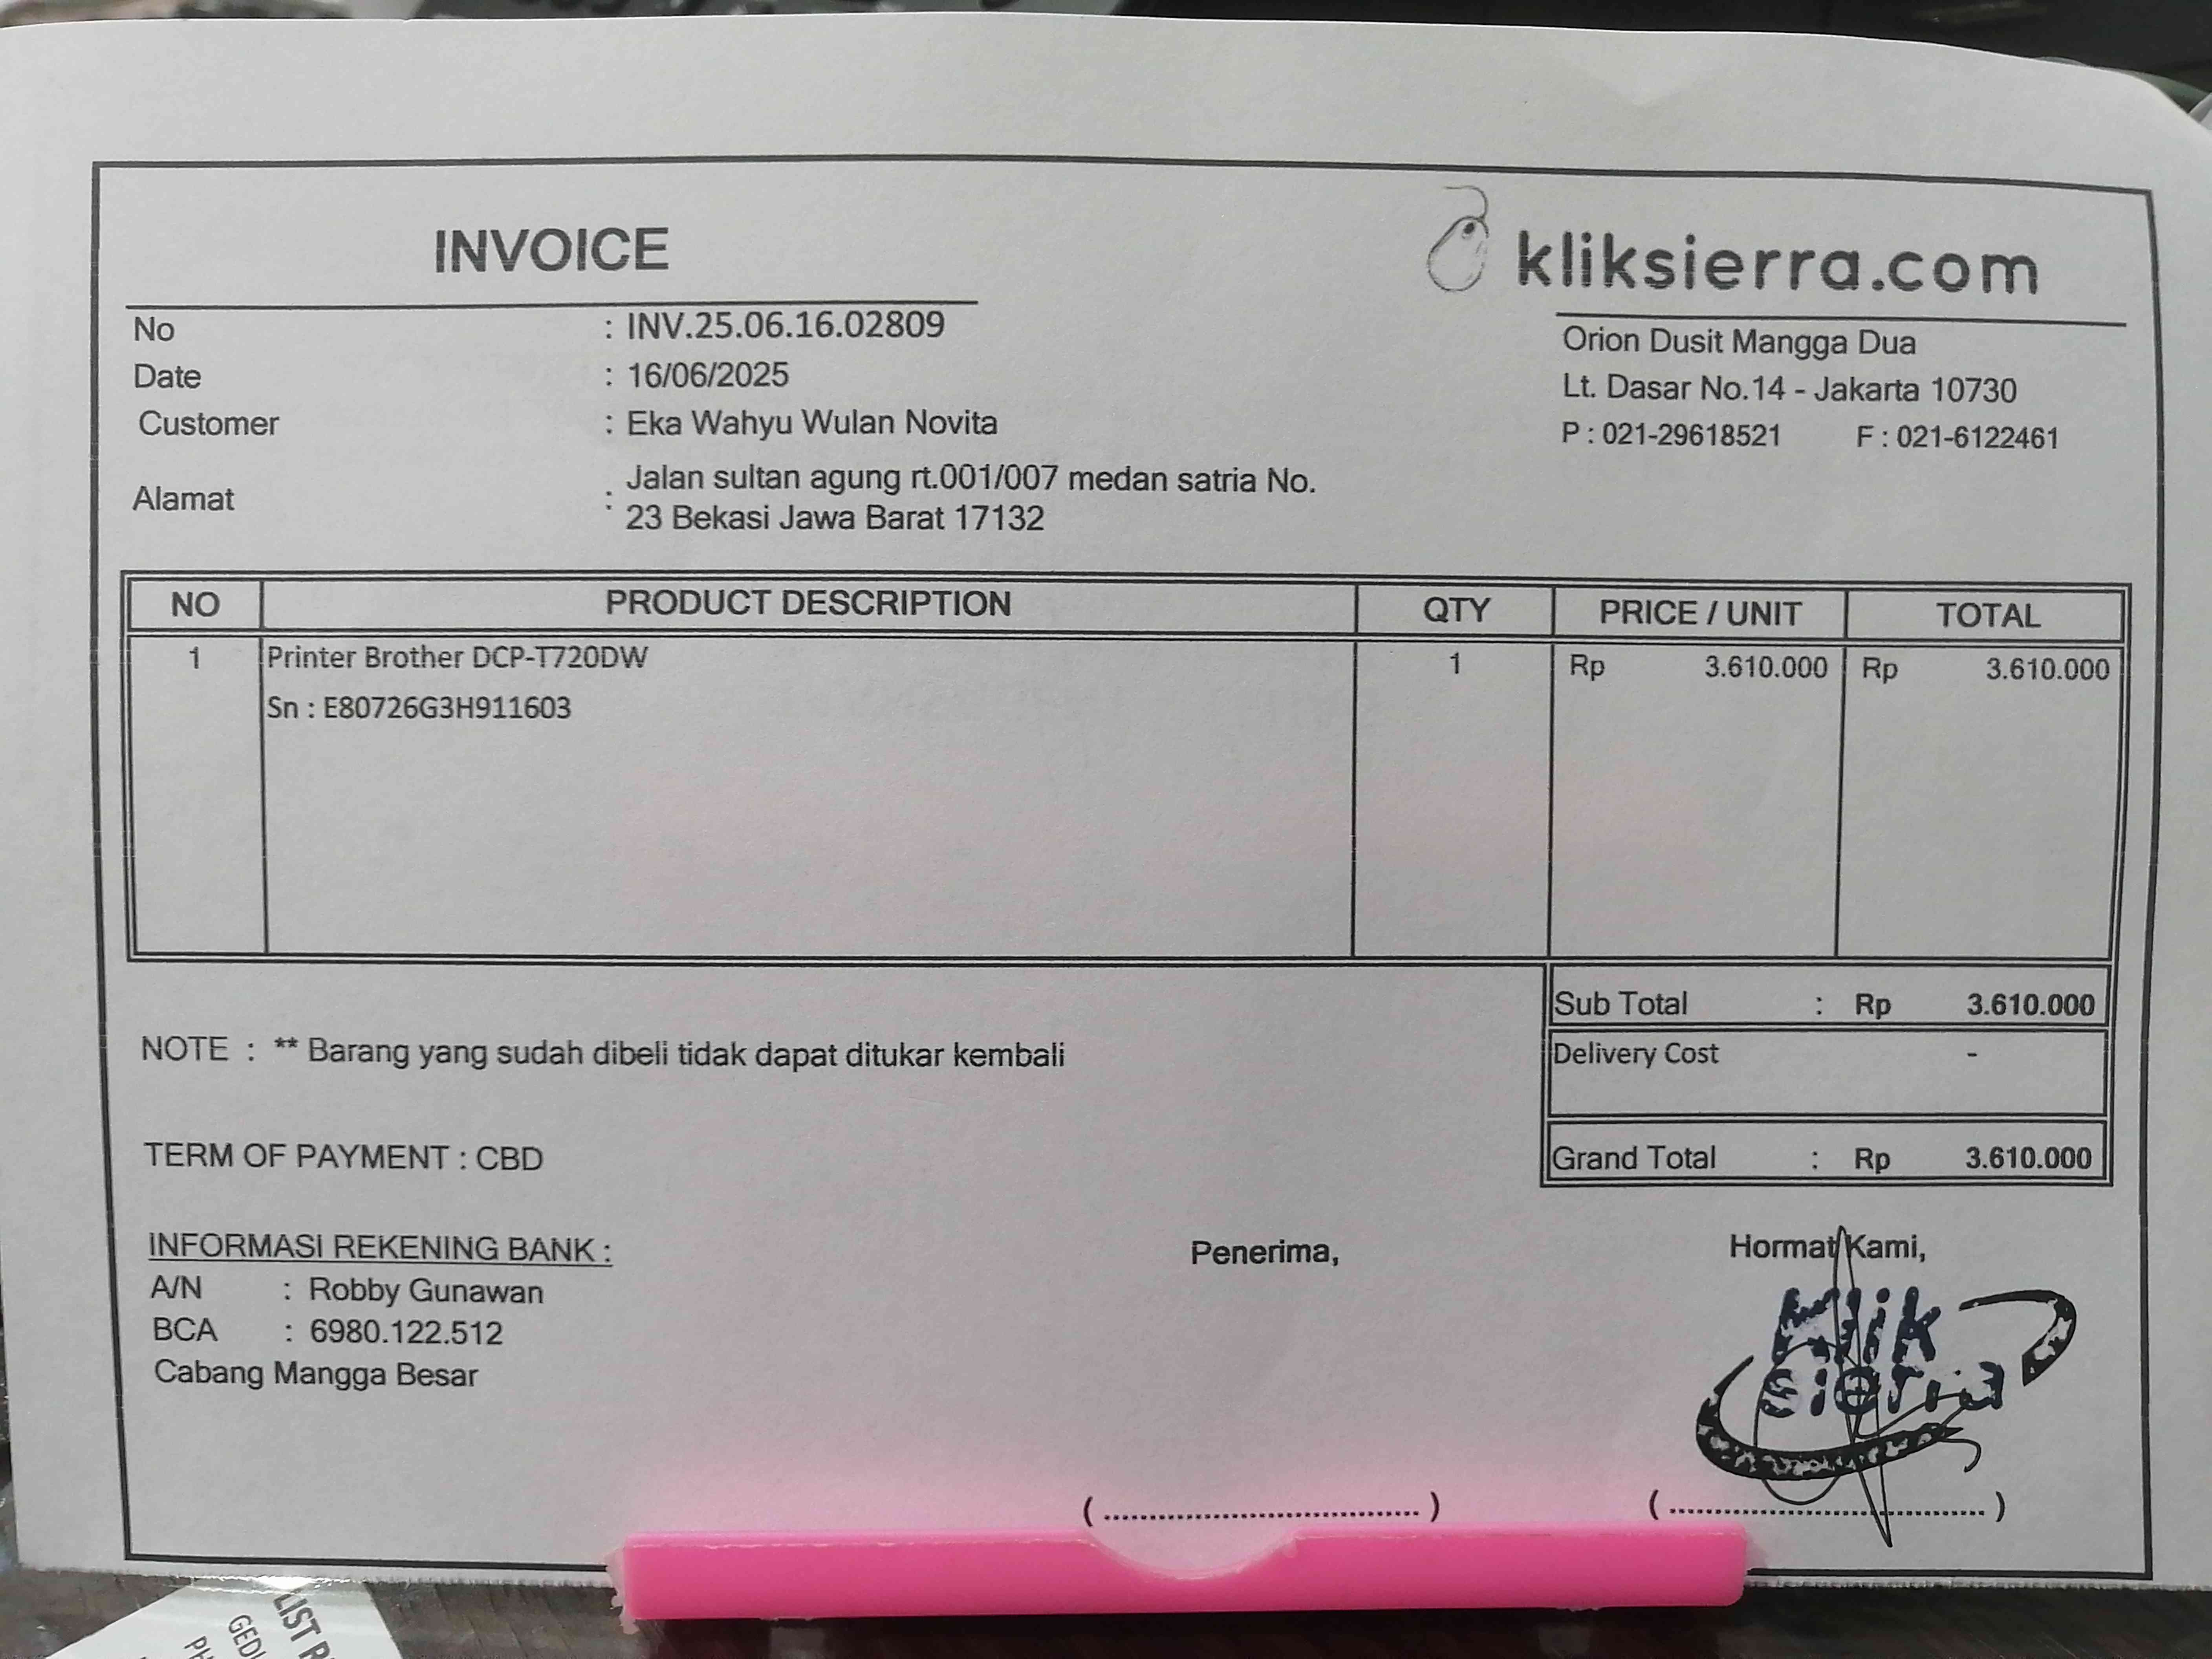 INVOICE
kliksierra.com
No : INV.25.06.16.02809
Date : 16/06/2025
Customer : Eka Wahyu Wulan Novita
Alamat : Jalan sultan agung rt.001/007 medan satria No.
23 Bekasi Jawa Barat 17132
Orion Dusit Mangga Dua
Lt. Dasar No.14 - Jakarta 10730
P : 021-29618521 F : 021-6122461
NO PRODUCT DESCRIPTION QTY PRICE / UNIT TOTAL
1 Printer Brother DCP-T720DW 1 Rp 3.610.000 Rp 3.610.000
Sn : E80726G3H911603
Sub Total : Rp 3.610.000
NOTE : ** Barang yang sudah dibeli tidak dapat ditukar kembali
Delivery Cost -
TERM OF PAYMENT : CBD
Grand Total : Rp 3.610.000
INFORMASI REKENING BANK :
A/N : Robby Gunawan
BCA : 6980.122.512
Cabang Mangga Besar
Penerima,
Hormat Kami,
Klik
sierra
(..............................)
(..............................)
LIST
GEDU